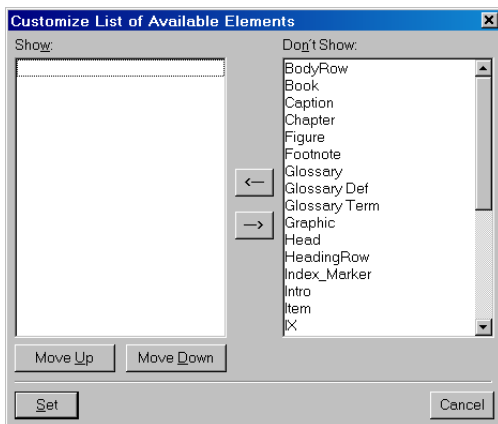 Customize List of Available Elements
Show:
Don't Show:
BodyRow
Book
Caption
Chapter
Figure
Footnote
Glossary
Glossary Def
Glossary Term
Graphic
Head
HeadingRow
Index_Marker
Intro
Item
IX
<—
—>
Move Up
Move Down
Set
Cancel